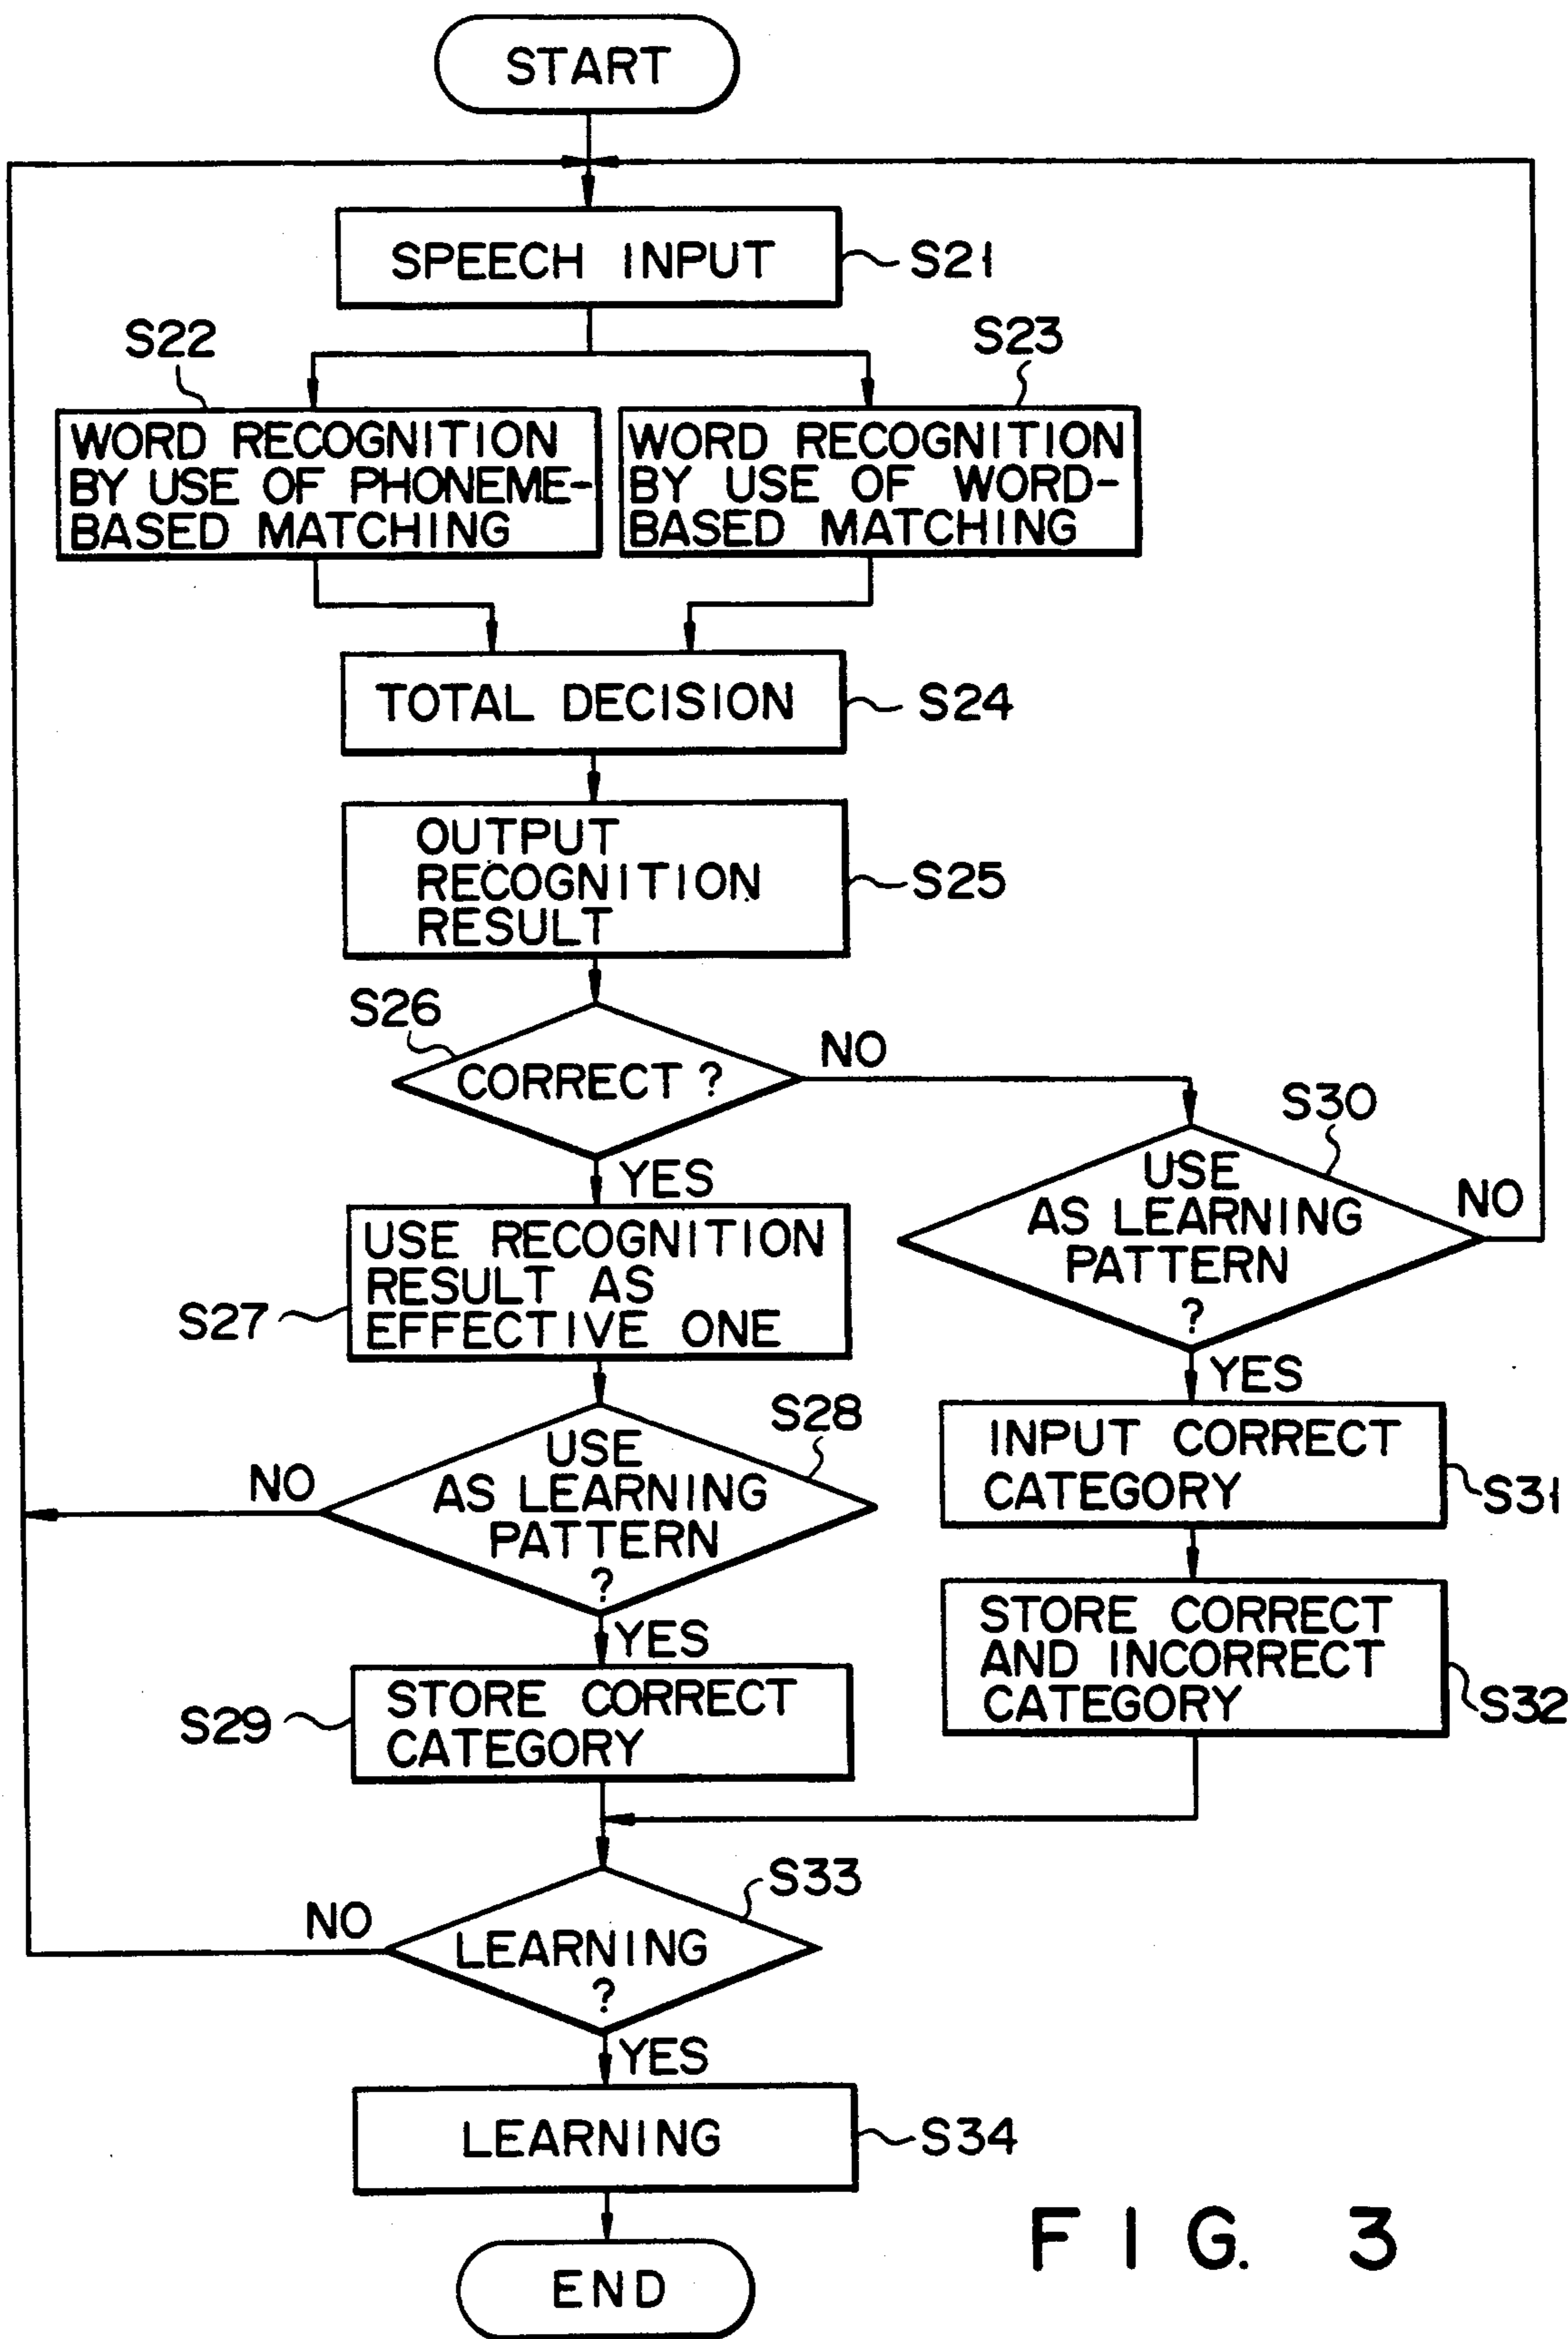 START
SPEECH INPUT
S21
S22
S23
WORD RECOGNITION
BY USE OF PHONEME-
BASED MATCHING
WORD RECOGNITION
BY USE OF WORD-
BASED MATCHING
TOTAL DECISION
S24
OUTPUT
RECOGNITION
RESULT
S25
S26
CORRECT ?
NO
YES
S30
USE
AS LEARNING
PATTERN
?
NO
YES
USE RECOGNITION
RESULT AS
EFFECTIVE ONE
S27
S28
USE
AS LEARNING
PATTERN
?
NO
YES
INPUT CORRECT
CATEGORY
S31
STORE CORRECT
AND INCORRECT
CATEGORY
S32
STORE CORRECT
CATEGORY
S29
S33
LEARNING
?
NO
YES
LEARNING
S34
END
FIG. 3